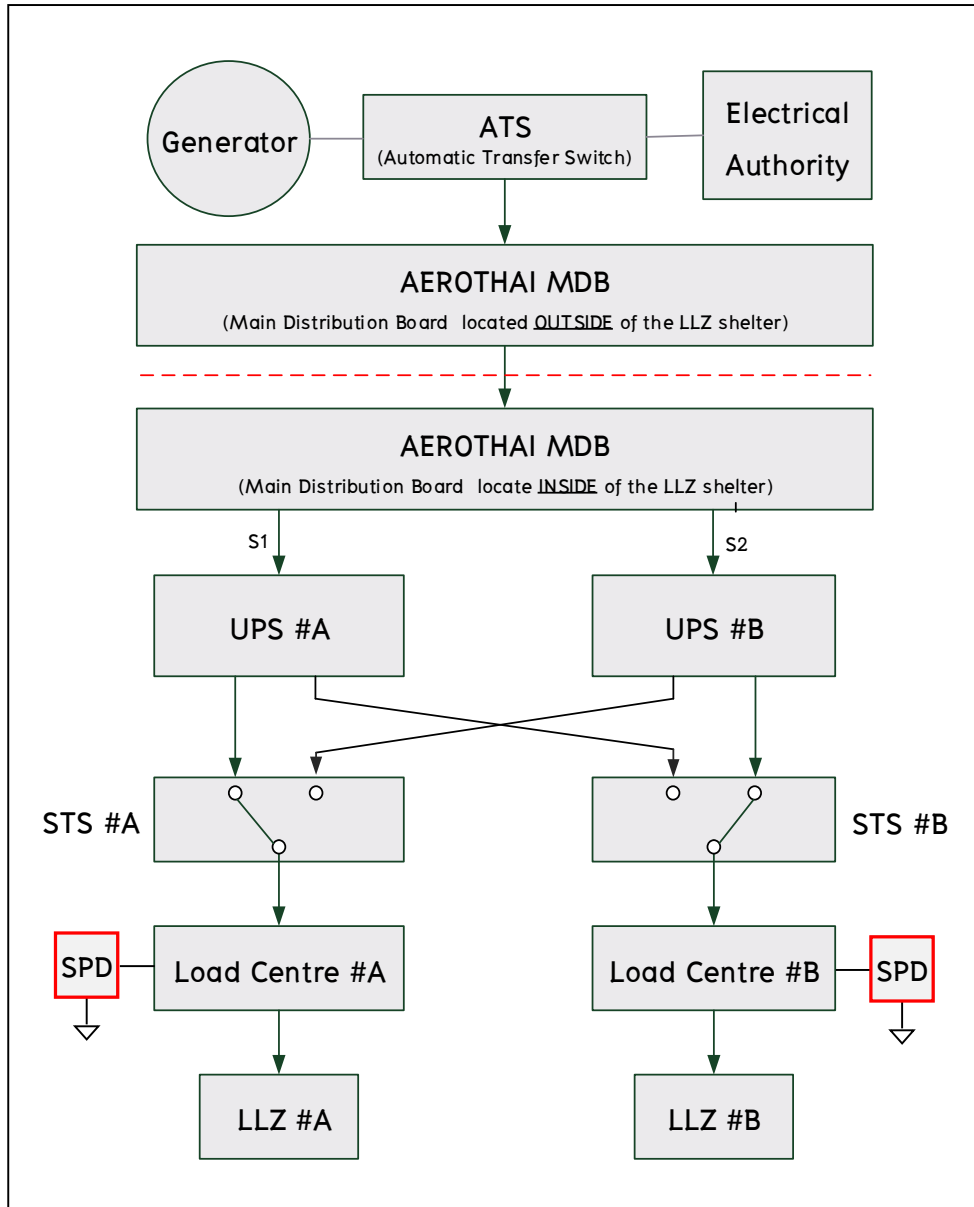 Generator
ATS
(Automatic Transfer Switch)
Electrical
Authority
AEROTHAI MDB
(Main Distribution Board located OUTSIDE of the LLZ shelter)
AEROTHAI MDB
(Main Distribution Board locate INSIDE of the LLZ shelter)
S1
S2
UPS #A
UPS #B
STS #A
STS #B
SPD
Load Centre #A
Load Centre #B
SPD
LLZ #A
LLZ #B